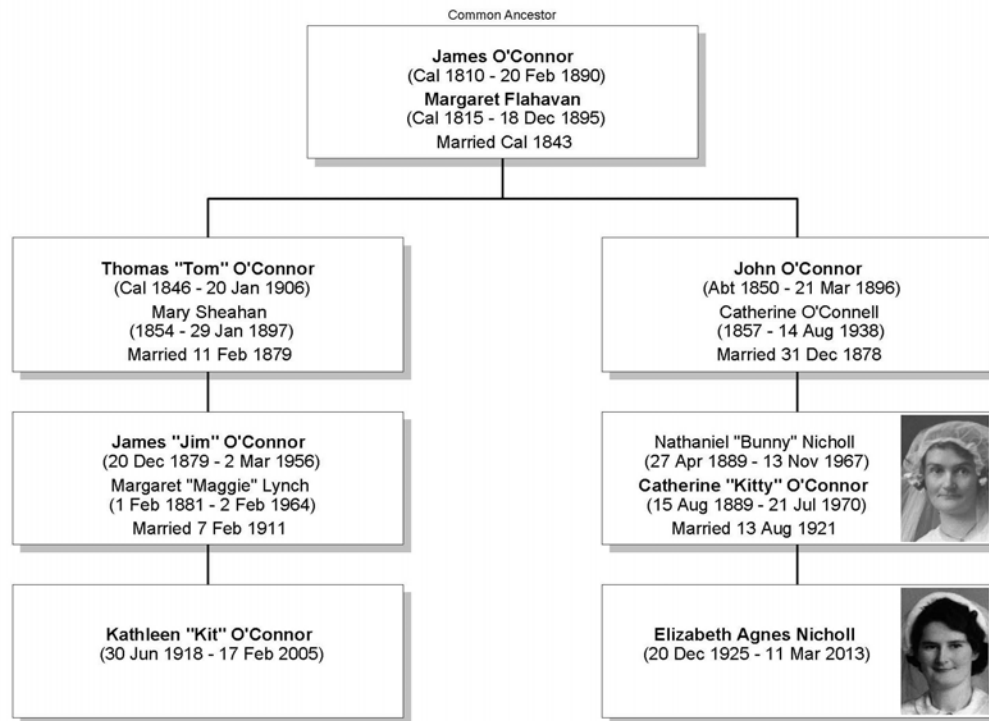 Common Ancestor
James O'Connor
(Cal 1810 - 20 Feb 1890)
Margaret Flahavan
(Cal 1815 - 18 Dec 1895)
Married Cal 1843
Thomas "Tom" O'Connor
(Cal 1846 - 20 Jan 1906)
Mary Sheahan
(1854 - 29 Jan 1897)
Married 11 Feb 1879
John O'Connor
(Abt 1850 - 21 Mar 1896)
Catherine O'Connell
(1857 - 14 Aug 1938)
Married 31 Dec 1878
James "Jim" O'Connor
(20 Dec 1879 - 2 Mar 1956)
Margaret "Maggie" Lynch
(1 Feb 1881 - 2 Feb 1964)
Married 7 Feb 1911
Nathaniel "Bunny" Nicholl
(27 Apr 1889 - 13 Nov 1967)
Catherine "Kitty" O'Connor
(15 Aug 1889 - 21 Jul 1970)
Married 13 Aug 1921
Kathleen "Kit" O'Connor
(30 Jun 1918 - 17 Feb 2005)
Elizabeth Agnes Nicholl
(20 Dec 1925 - 11 Mar 2013)